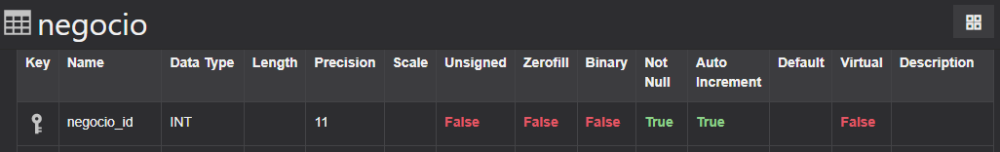 negocio
Key Name Data Type Length Precision Scale Unsigned Zerofill Binary Not Null Auto Increment Default Virtual Description
negocio_id INT 11 False False False True True False